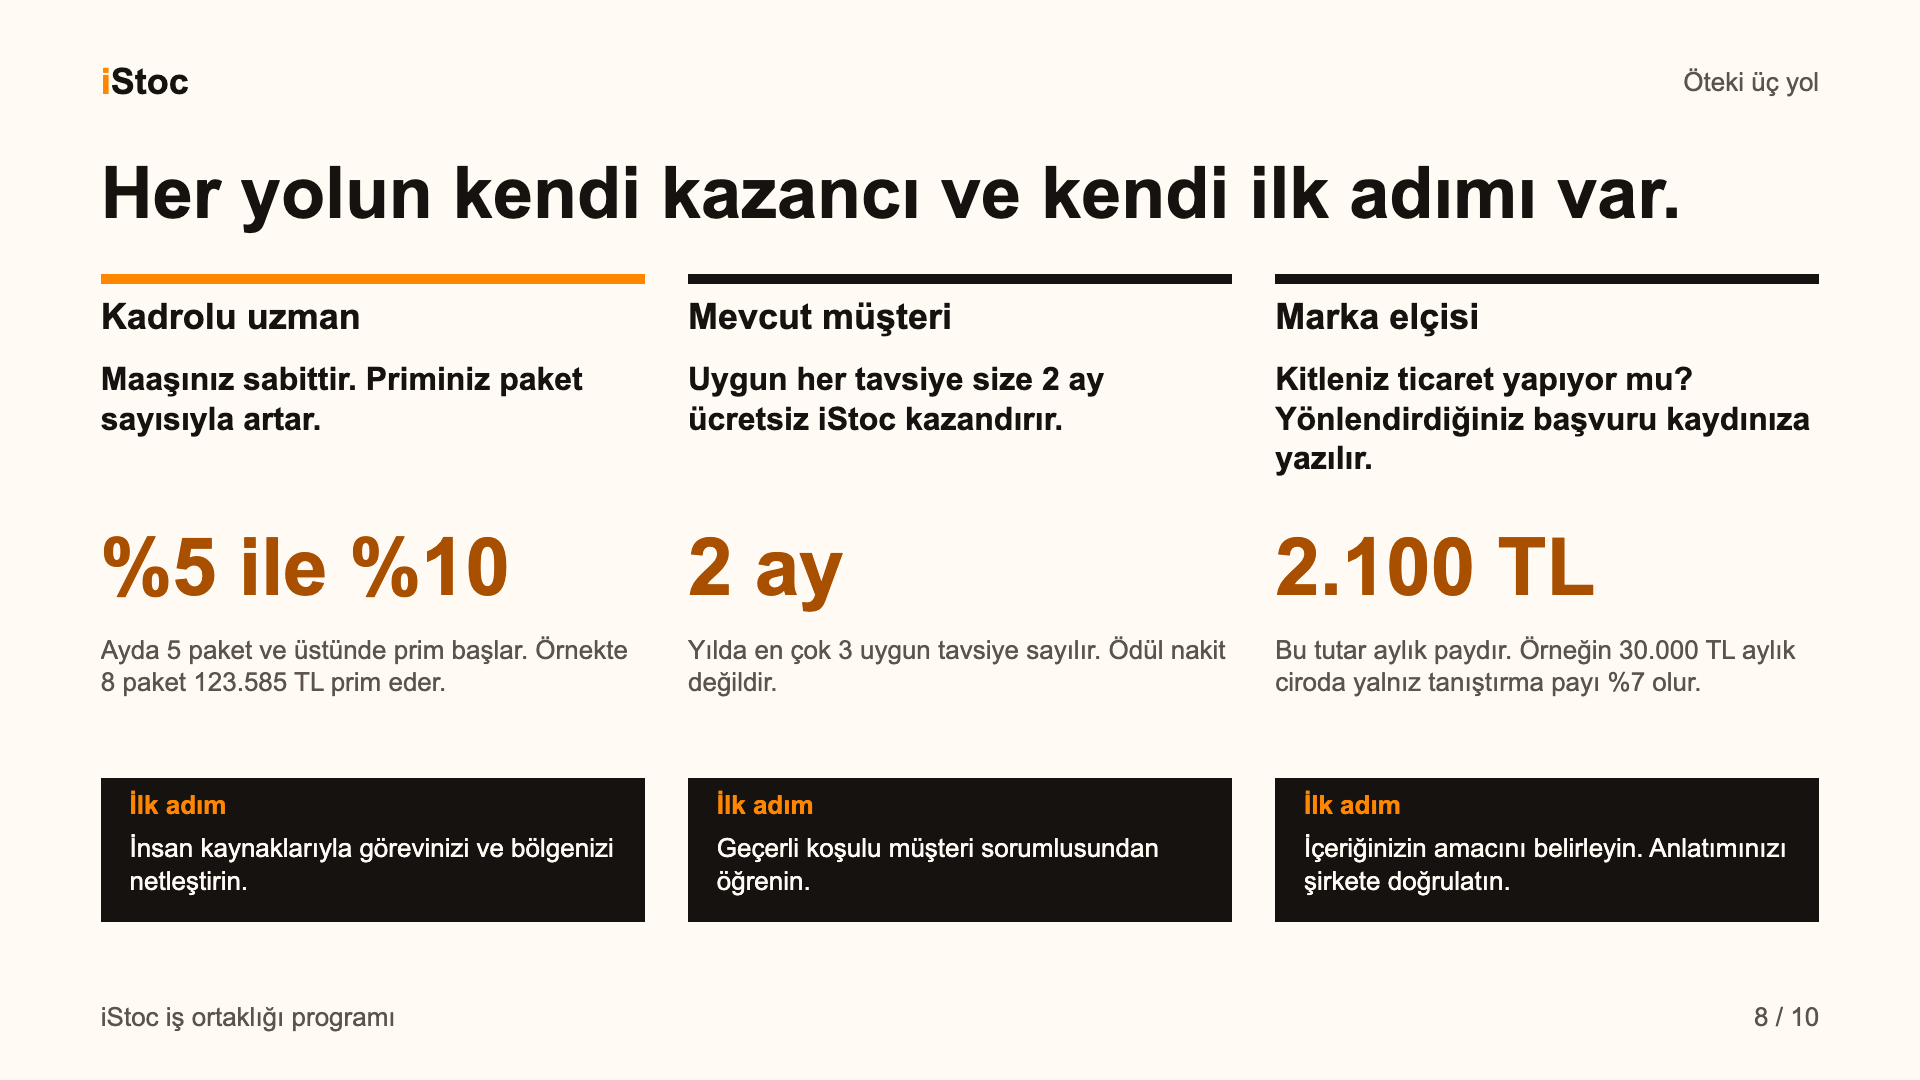 iStoc
Öteki üç yol
Her yolun kendi kazancı ve kendi ilk adımı var.
Kadrolu uzman
Maaşınız sabittir. Priminiz paket
sayısıyla artar.
%5 ile %10
Ayda 5 paket ve üstünde prim başlar. Örnekte
8 paket 123.585 TL prim eder.
İlk adım
İnsan kaynaklarıyla görevinizi ve bölgenizi
netleştirin.
Mevcut müşteri
Uygun her tavsiye size 2 ay
ücretsiz iStoc kazandırır.
2 ay
Yılda en çok 3 uygun tavsiye sayılır. Ödül nakit
değildir.
İlk adım
Geçerli koşulu müşteri sorumlusundan
öğrenin.
Marka elçisi
Kitleniz ticaret yapıyor mu?
Yönlendirdiğiniz başvuru kaydınıza
yazılır.
2.100 TL
Bu tutar aylık paydır. Örneğin 30.000 TL aylık
ciroda yalnız tanıştırma payı %7 olur.
İlk adım
İçeriğinizin amacını belirleyin. Anlatımınızı
şirkete doğrulatın.
iStoc iş ortaklığı programı
8 / 10